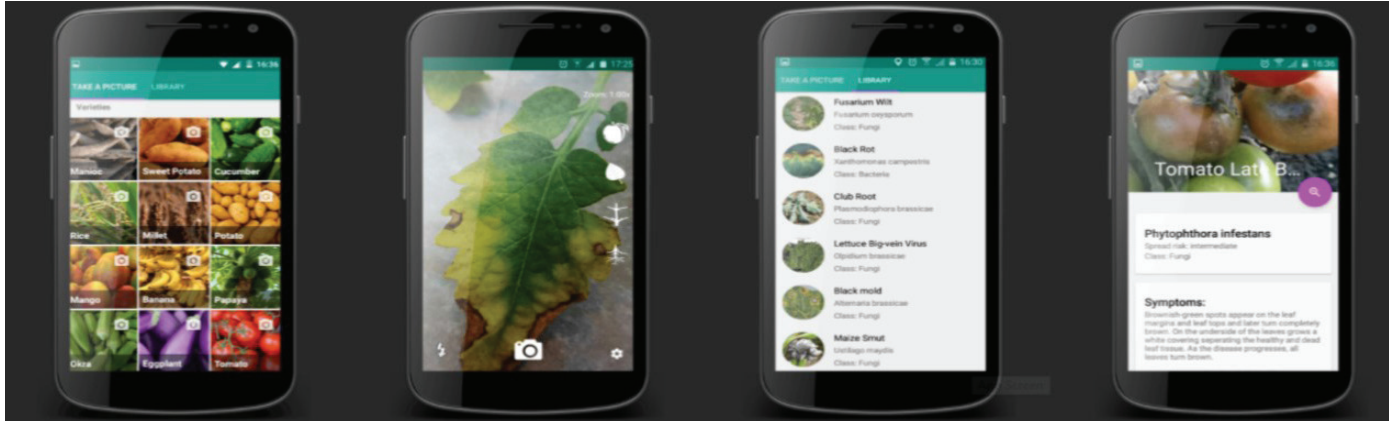 16:36
TAKE A PICTURE LIBRARY
Varieties
Manioc
Sweet Potato
Cucumber
Rice
Millet
Potato
Mango
Banana
Papaya
Okra
Eggplant
Tomato
17:25
Zoom: 1.00x
16:30
TAKE A PICTURE LIBRARY
Fusarium Wilt
Fusarium oxysporum
Class: Fungi
Black Rot
Xanthomonas campestris
Class: Bacteria
Club Root
Plasmodiophora brassicae
Class: Fungi
Lettuce Big-vein Virus
Olpidium brassicae
Class: Fungi
Black mold
Alternaria brassicae
Class: Fungi
Maize Smut
Ustilago maydis
Class: Fungi
16:36
Tomato Late B...
Phytophthora infestans
Spread risk: intermediate
Class: Fungi
Symptoms:
Brownish-green spots appear on the leaf
margins and leaf tops and later turn completely
brown. On the underside of the leaves grows a
white covering seperating the healthy and dead
leaf tissue. As the disease progresses, all
leaves turn brown.